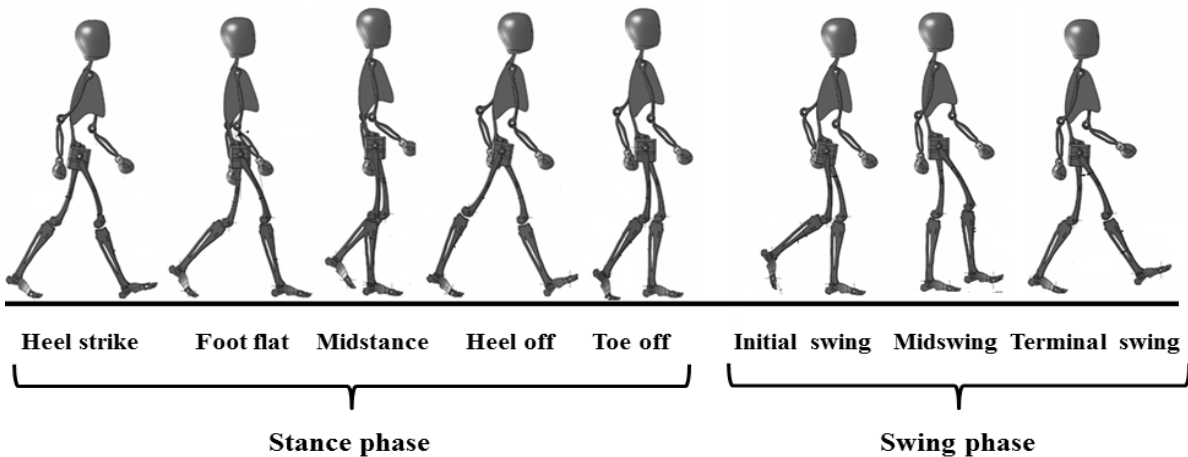 Heel strike Foot flat Midstance Heel off Toe off Initial swing Midswing Terminal swing
Stance phase Swing phase